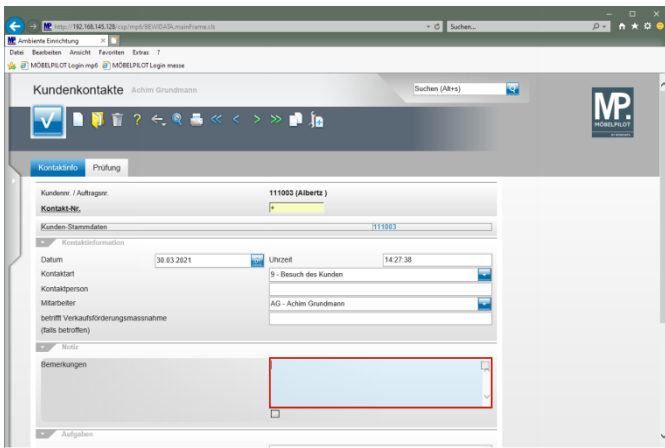 http://192.168.145.128/csp/mp6/BEWIDATA.mainFrame.cls
Suchen...
Ambiente Einrichtung
Datei Bearbeiten Ansicht Favoriten Extras ?
MÖBELPILOT Login mp6 MÖBELPILOT Login messe
Kundenkontakte Achim Grundmann
Suchen (Alt+s)
MP.
MÖBELPILOT
Kontaktinfo Prüfung
Kundennr. / Auftragsnr. 111003 (Albertz )
Kontakt-Nr. +
Kunden-Stammdaten 111003
Kontaktinformation
Datum 30.03.2021 Uhrzeit 14:27:38
Kontaktart 9 - Besuch des Kunden
Kontaktperson
Mitarbeiter AG - Achim Grundmann
betrifft Verkaufsförderungsmassnahme
(falls betroffen)
Notiz
Bemerkungen
Aufgaben